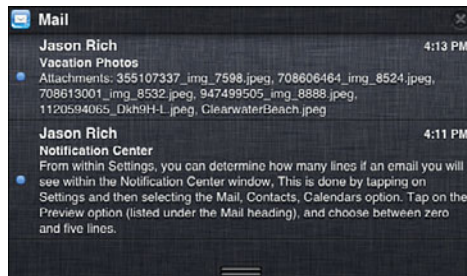 Mail
Jason Rich 4:13 PM
Vacation Photos
Attachments: 355107337_img_7598.jpeg, 708606464_img_8524.jpeg,
708613001_img_8532.jpeg, 947499505_img_8888.jpeg,
1120594065_Dkh9H-L.jpeg, ClearwaterBeach.jpeg
Jason Rich 4:11 PM
Notification Center
From within Settings, you can determine how many lines if an email you will
see within the Notification Center window, This is done by tapping on
Settings and then selecting the Mail, Contacts, Calendars option. Tap on the
Preview option (listed under the Mail heading), and choose between zero
and five lines.